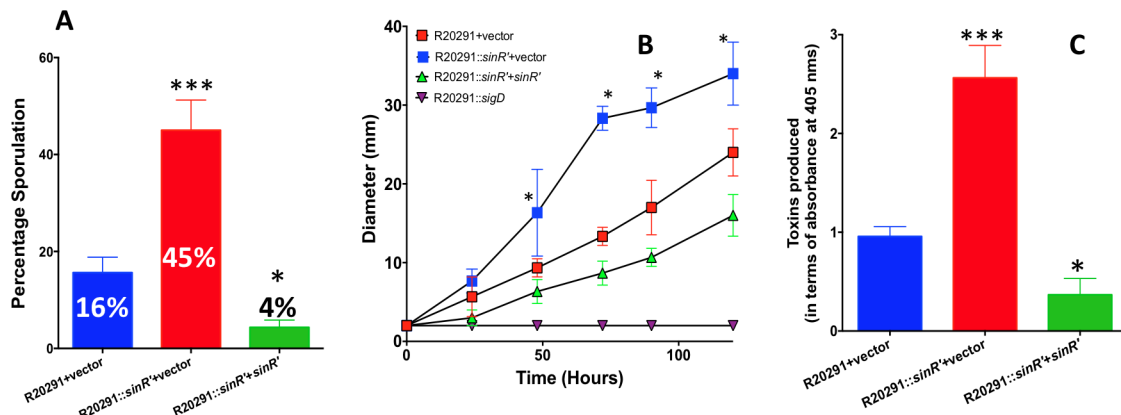 A
Percentage Sporulation
60
40
20
0
***
*
16%
45%
4%
R20291+vector
R20291::sinR'+vector
R20291::sinR'+sinR'
B
R20291+vector
R20291::sinR'+vector
R20291::sinR'+sinR'
R20291::sigD
Diameter (mm)
40
30
20
10
0
*
*
*
*
0
50
100
Time (Hours)
C
Toxins produced
(in terms of absorbance at 405 nms)
3
2
1
0
***
*
R20291+vector
R20291::sinR'+vector
R20291::sinR'+sinR'